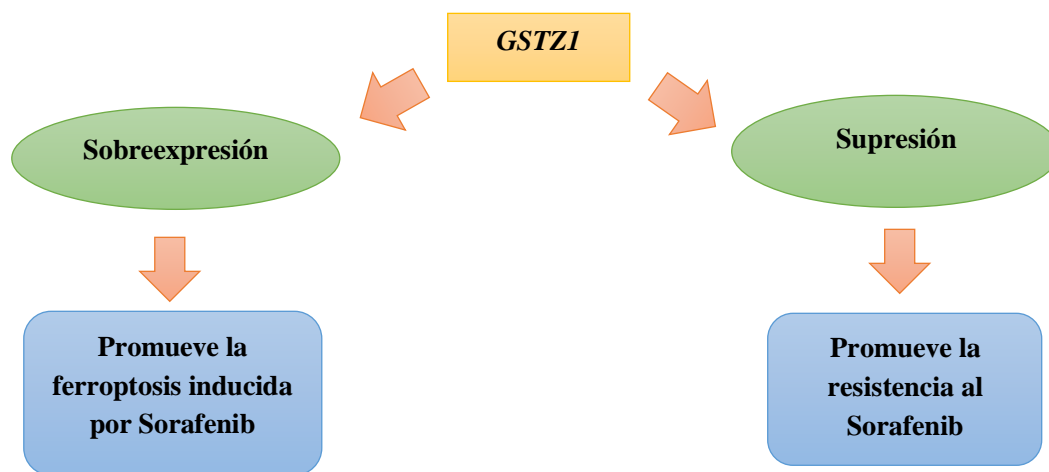 GSTZ1
Sobreexpresión
Supresión
Promueve la
ferroptosis inducida
por Sorafenib
Promueve la
resistencia al
Sorafenib